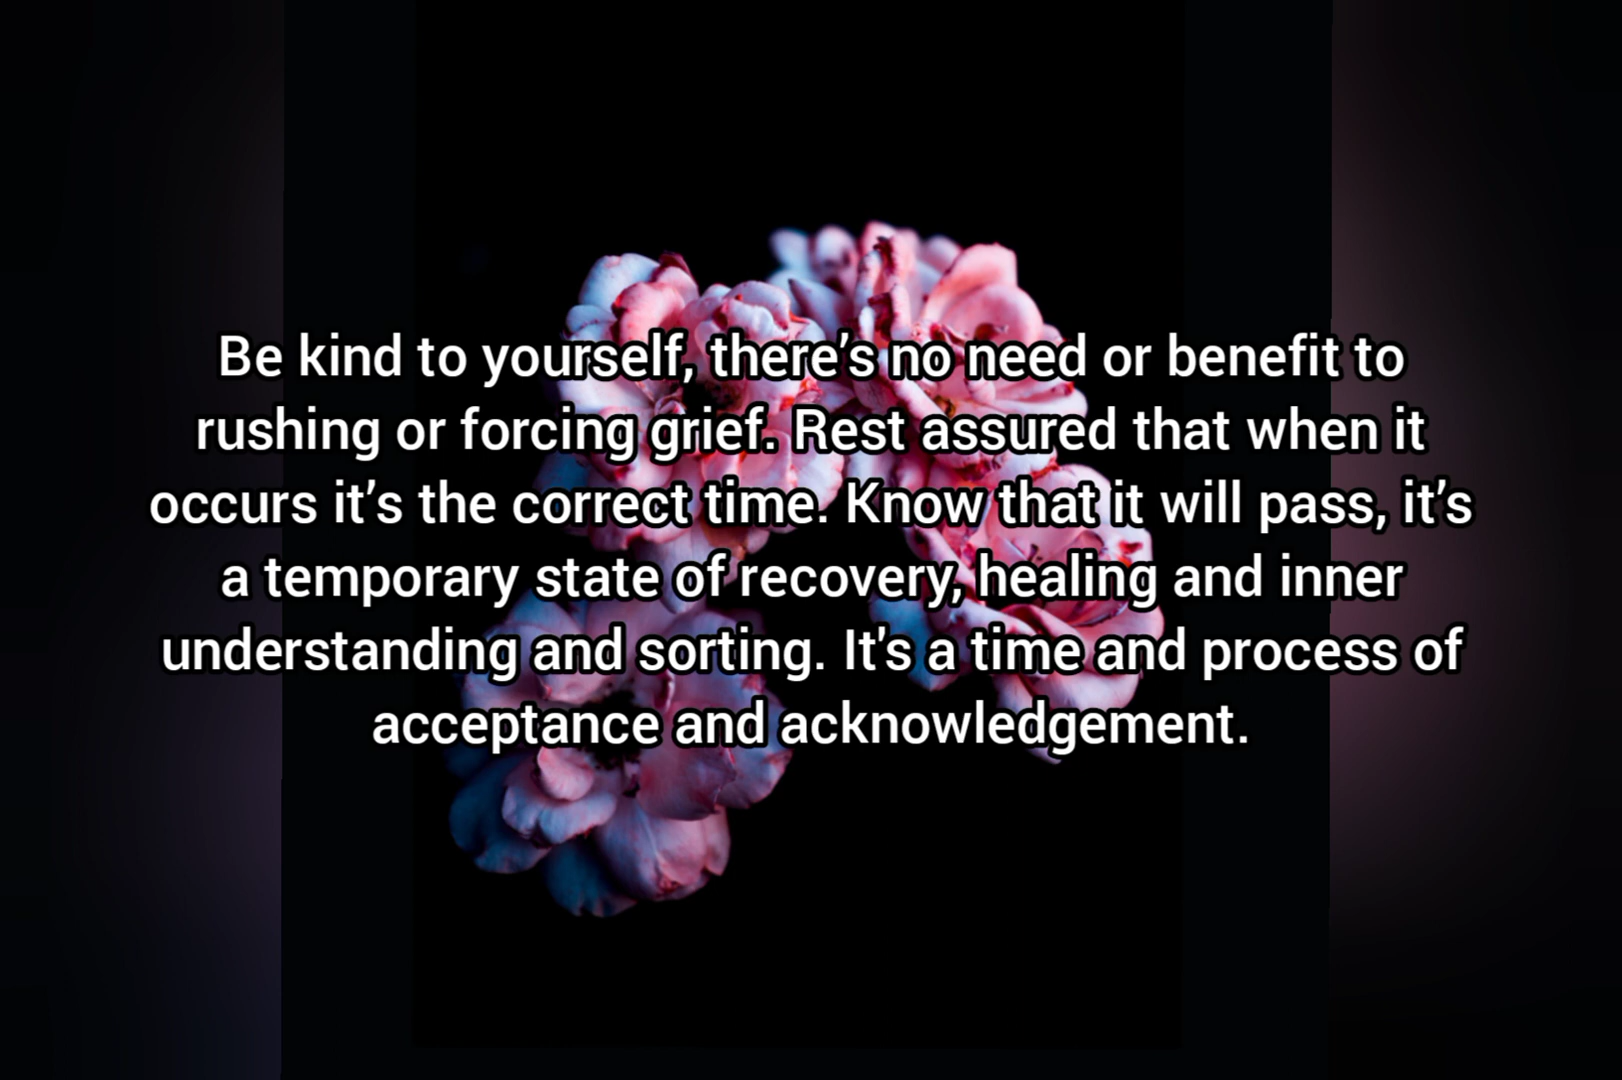 Be kind to yourself, there’s no need or benefit to
rushing or forcing grief. Rest assured that when it
occurs it’s the correct time. Know that it will pass, it’s
a temporary state of recovery, healing and inner
understanding and sorting. It's a time and process of
acceptance and acknowledgement.